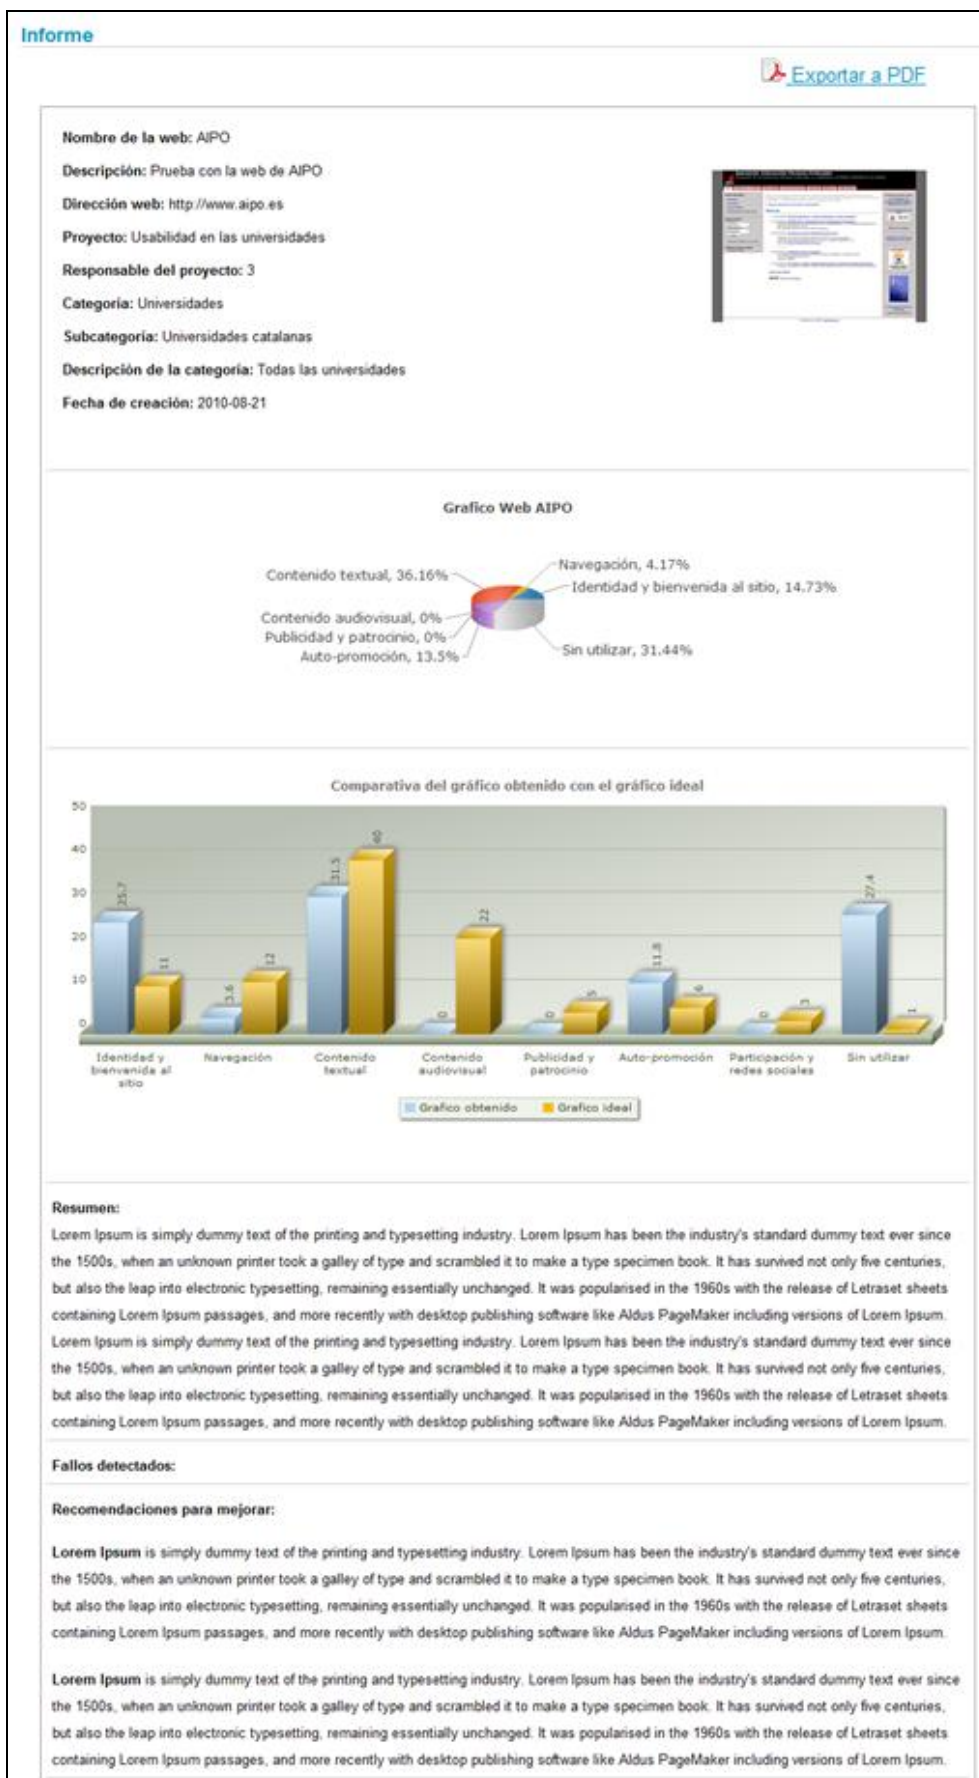 Informe
Exportar a PDF
Nombre de la web: AIPO
Descripción: Prueba con la web de AIPO
Dirección web: http://www.aipo.es
Proyecto: Usabilidad en las universidades
Responsable del proyecto: 3
Categoría: Universidades
Subcategoría: Universidades catalanas
Descripción de la categoría: Todas las universidades
Fecha de creación: 2010-08-21
Grafico Web AIPO
Navegación, 4.17%
Contenido textual, 36.16%
Identidad y bienvenida al sitio, 14.73%
Contenido audiovisual, 0%
Publicidad y patrocinio, 0%
Auto-promoción, 13.5%
Sin utilizar, 31.44%
Comparativa del gráfico obtenido con el gráfico ideal
50
40
30
20
10
0
25.7
11
3.6
12
31.5
40
0
22
0
5
11.8
6
0
3
27.4
1
Identidad y
bienvenida al
sitio
Navegación
Contenido
textual
Contenido
audiovisual
Publicidad y
patrocinio
Auto-promoción
Participación y
redes sociales
Sin utilizar
Grafico obtenido
Grafico ideal
Resumen:
Lorem Ipsum is simply dummy text of the printing and typesetting industry. Lorem Ipsum has been the industry's standard dummy text ever since
the 1500s, when an unknown printer took a galley of type and scrambled it to make a type specimen book. It has survived not only five centuries,
but also the leap into electronic typesetting, remaining essentially unchanged. It was popularised in the 1960s with the release of Letraset sheets
containing Lorem Ipsum passages, and more recently with desktop publishing software like Aldus PageMaker including versions of Lorem Ipsum.
Lorem Ipsum is simply dummy text of the printing and typesetting industry. Lorem Ipsum has been the industry's standard dummy text ever since
the 1500s, when an unknown printer took a galley of type and scrambled it to make a type specimen book. It has survived not only five centuries,
but also the leap into electronic typesetting, remaining essentially unchanged. It was popularised in the 1960s with the release of Letraset sheets
containing Lorem Ipsum passages, and more recently with desktop publishing software like Aldus PageMaker including versions of Lorem Ipsum.
Fallos detectados:
Recomendaciones para mejorar:
Lorem Ipsum is simply dummy text of the printing and typesetting industry. Lorem Ipsum has been the industry's standard dummy text ever since
the 1500s, when an unknown printer took a galley of type and scrambled it to make a type specimen book. It has survived not only five centuries,
but also the leap into electronic typesetting, remaining essentially unchanged. It was popularised in the 1960s with the release of Letraset sheets
containing Lorem Ipsum passages, and more recently with desktop publishing software like Aldus PageMaker including versions of Lorem Ipsum.
Lorem Ipsum is simply dummy text of the printing and typesetting industry. Lorem Ipsum has been the industry's standard dummy text ever since
the 1500s, when an unknown printer took a galley of type and scrambled it to make a type specimen book. It has survived not only five centuries,
but also the leap into electronic typesetting, remaining essentially unchanged. It was popularised in the 1960s with the release of Letraset sheets
containing Lorem Ipsum passages, and more recently with desktop publishing software like Aldus PageMaker including versions of Lorem Ipsum.